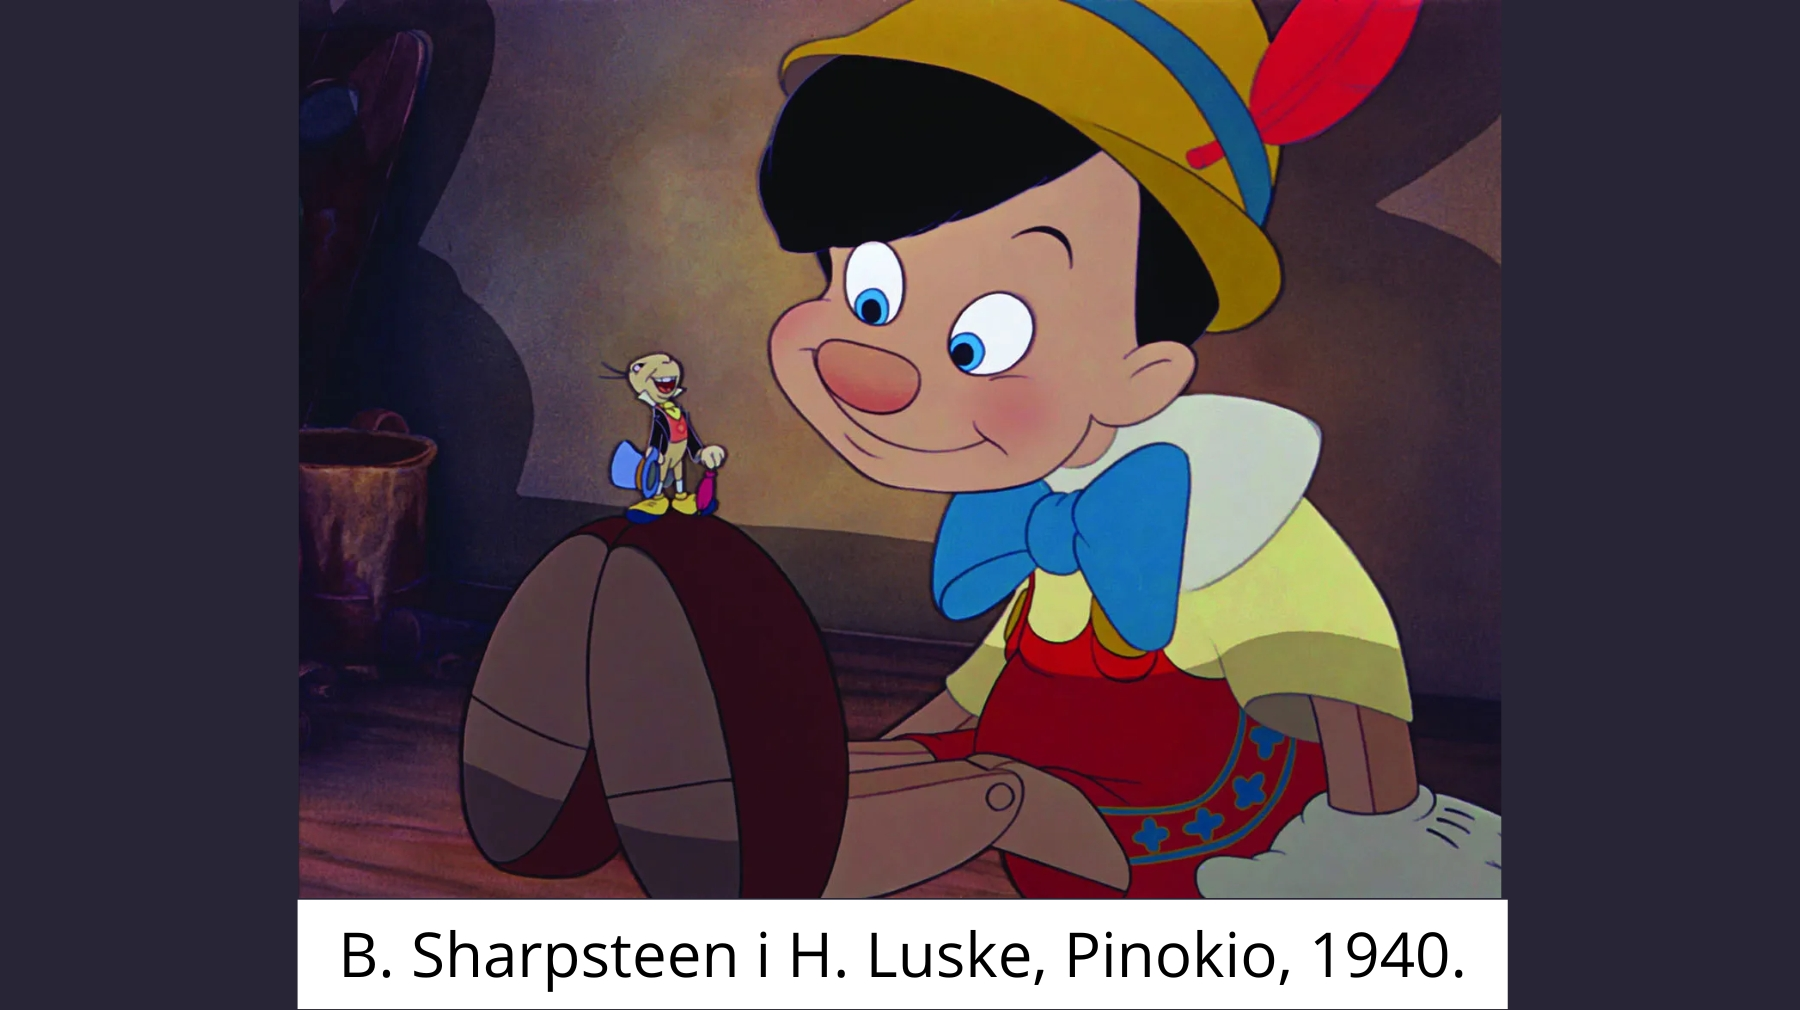 B. Sharpsteen i H. Luske, Pinokio, 1940.